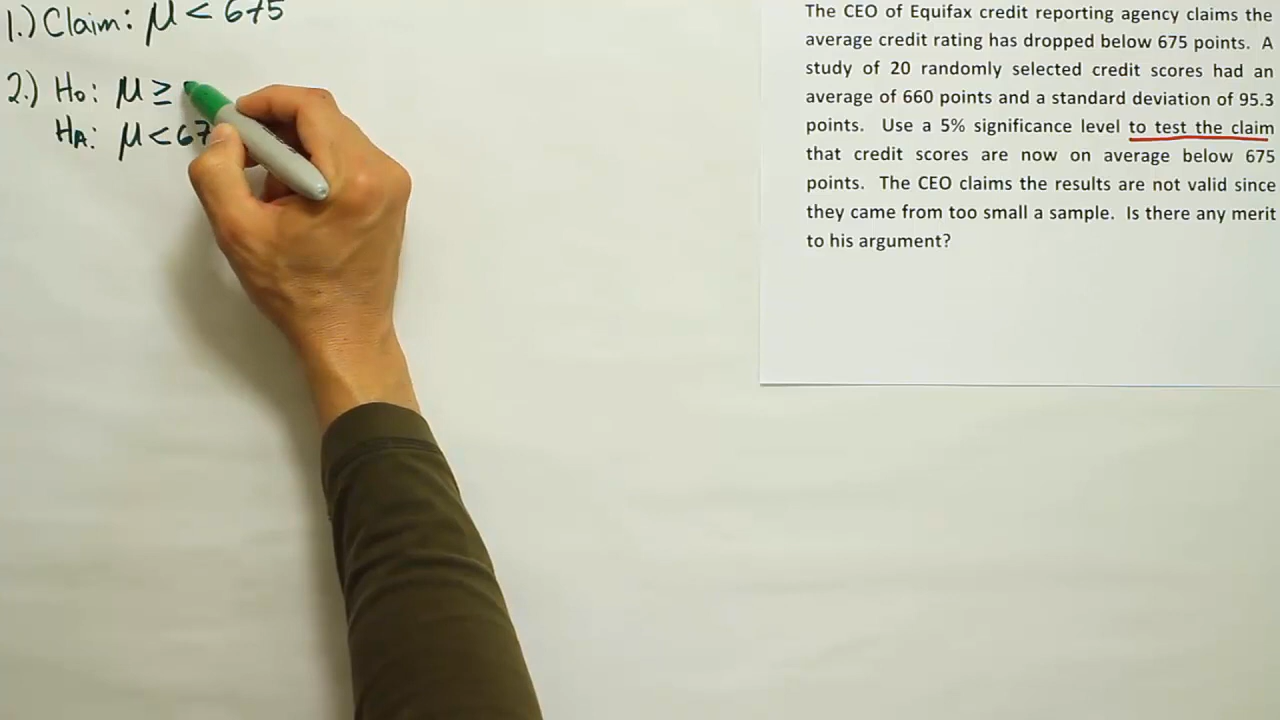 1.) Claim: μ < 675
2.) Ho: μ ≥
HA: μ < 67
The CEO of Equifax credit reporting agency claims the
average credit rating has dropped below 675 points. A
study of 20 randomly selected credit scores had an
average of 660 points and a standard deviation of 95.3
points. Use a 5% significance level to test the claim
that credit scores are now on average below 675
points. The CEO claims the results are not valid since
they came from too small a sample. Is there any merit
to his argument?